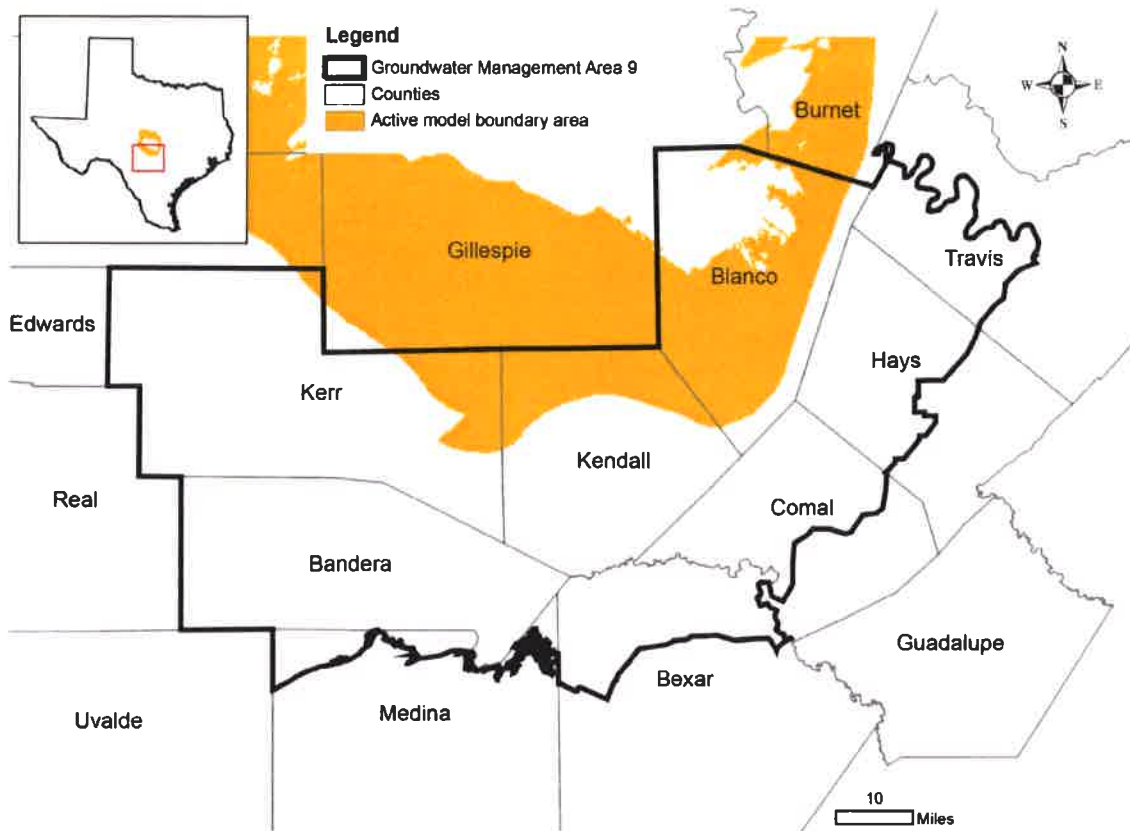 Legend
Groundwater Management Area 9
Counties
Active model boundary area
N
W E
S
Burnet
Travis
Gillespie
Blanco
Edwards
Hays
Kerr
Kendall
Real
Comal
Bandera
Guadalupe
Bexar
Uvalde
Medina
10
Miles